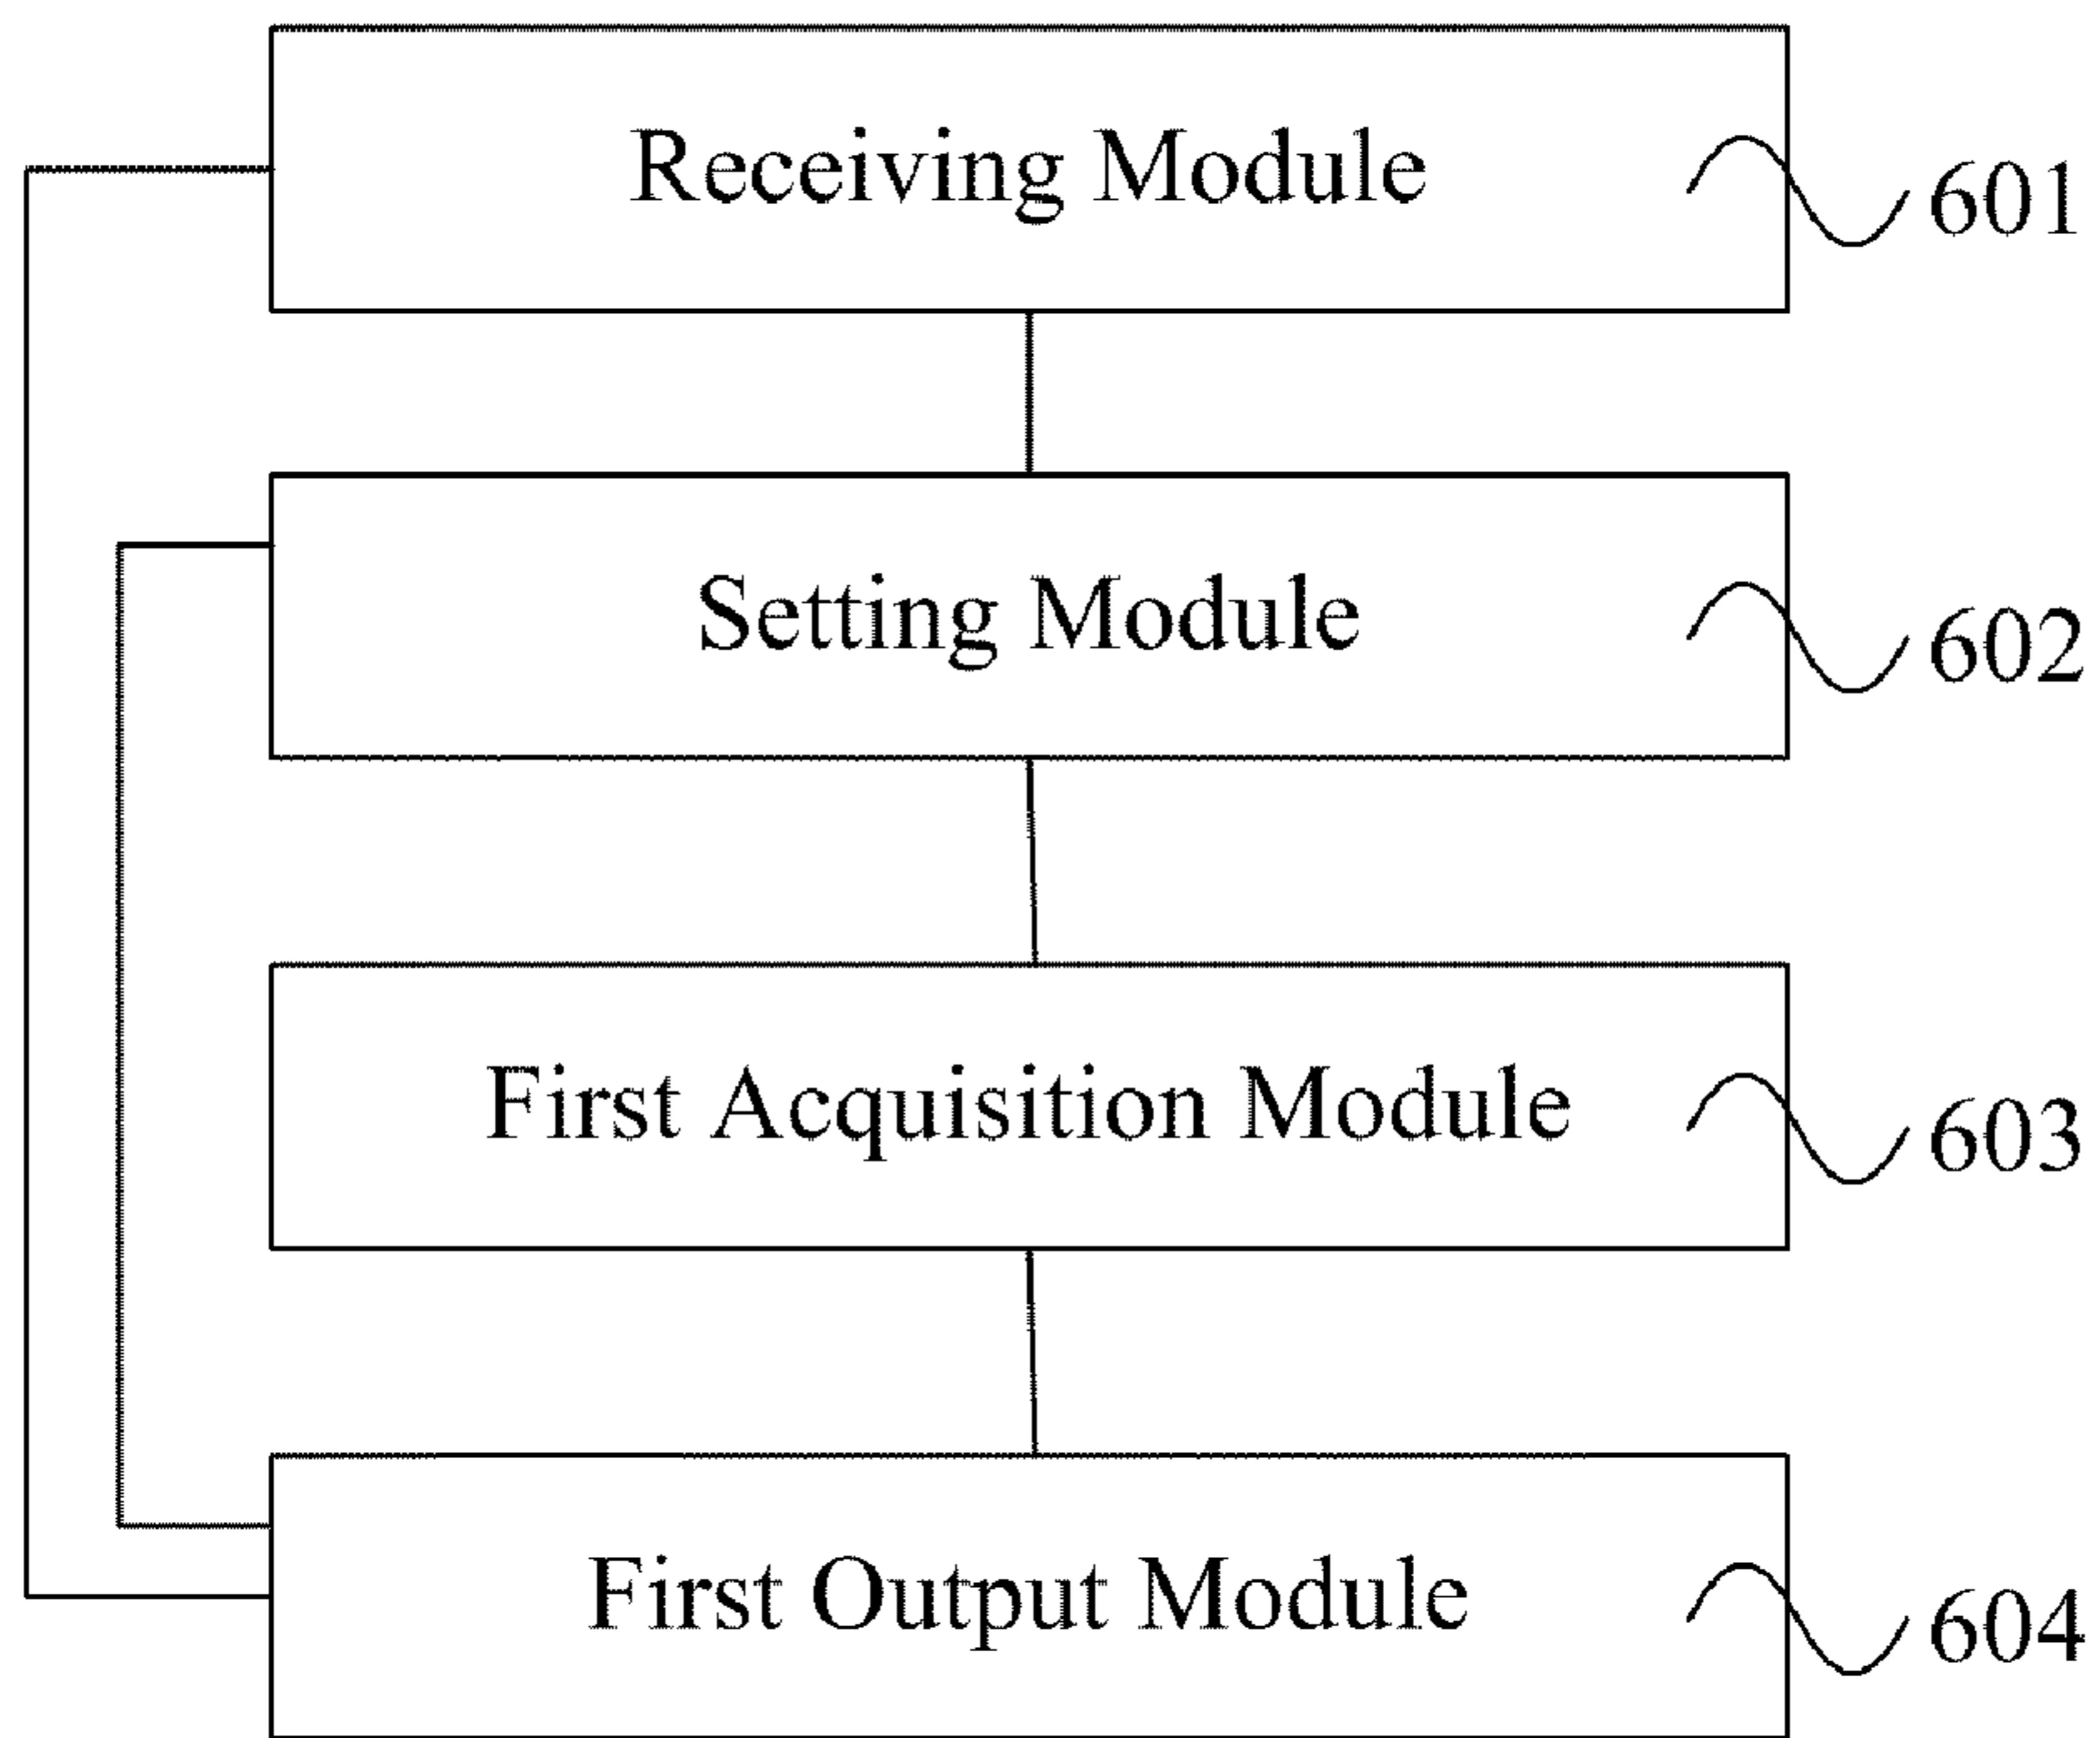 Receiving Module
601
Setting Module
602
First Acquisition Module
603
First Output Module
604